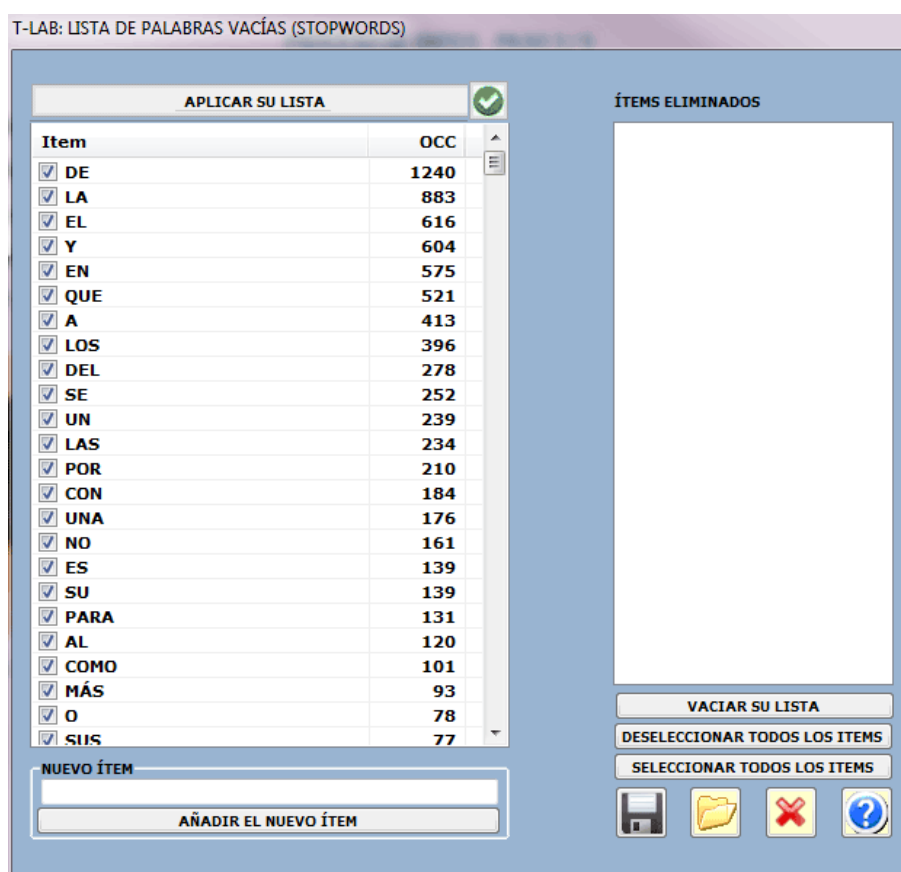 T-LAB: LISTA DE PALABRAS VACÍAS (STOPWORDS)
APLICAR SU LISTA
Item OCC
DE 1240
LA 883
EL 616
Y 604
EN 575
QUE 521
A 413
LOS 396
DEL 278
SE 252
UN 239
LAS 234
POR 210
CON 184
UNA 176
NO 161
ES 139
SU 139
PARA 131
AL 120
COMO 101
MÁS 93
O 78
SUS 77
NUEVO ÍTEM
AÑADIR EL NUEVO ÍTEM
ÍTEMS ELIMINADOS
VACIAR SU LISTA
DESELECCIONAR TODOS LOS ITEMS
SELECCIONAR TODOS LOS ITEMS
?